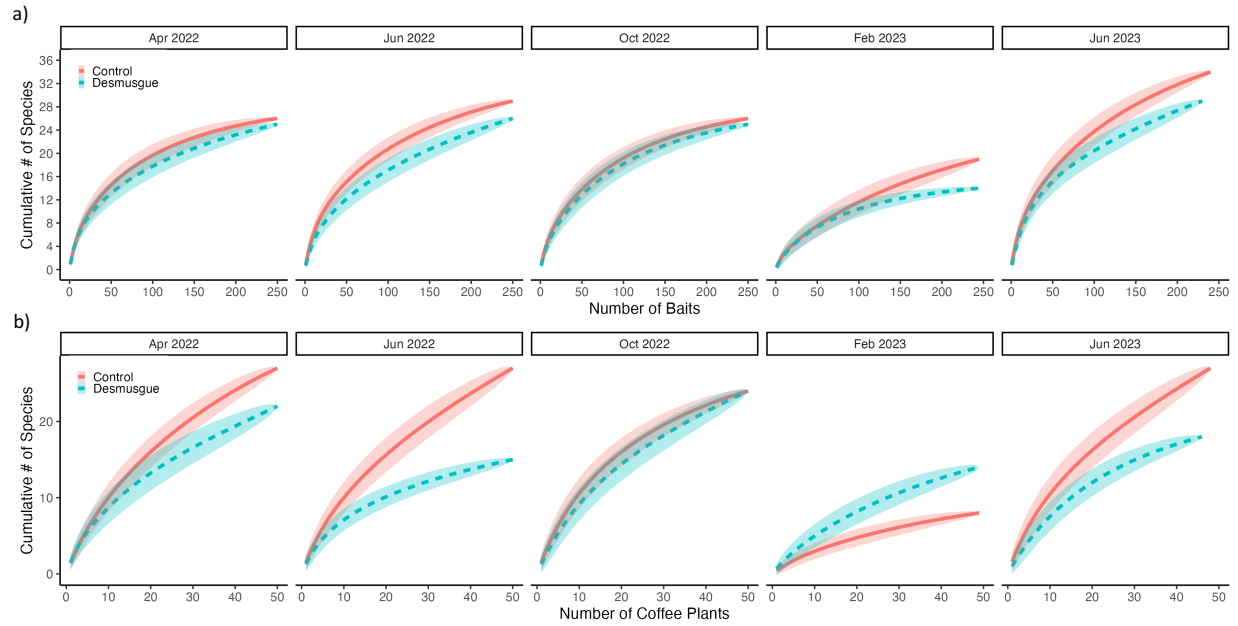 a)
Apr 2022 Jun 2022 Oct 2022 Feb 2023 Jun 2023
Control
Desmusgue
Cumulative # of Species
36
32
28
24
20
16
12
8
4
0
0 50 100 150 200 250 0 50 100 150 200 250 0 50 100 150 200 250 0 50 100 150 200 250 0 50 100 150 200 250
Number of Baits
b)
Apr 2022 Jun 2022 Oct 2022 Feb 2023 Jun 2023
Control
Desmusgue
Cumulative # of Species
20
10
0
0 10 20 30 40 50 0 10 20 30 40 50 0 10 20 30 40 50 0 10 20 30 40 50 0 10 20 30 40 50
Number of Coffee Plants